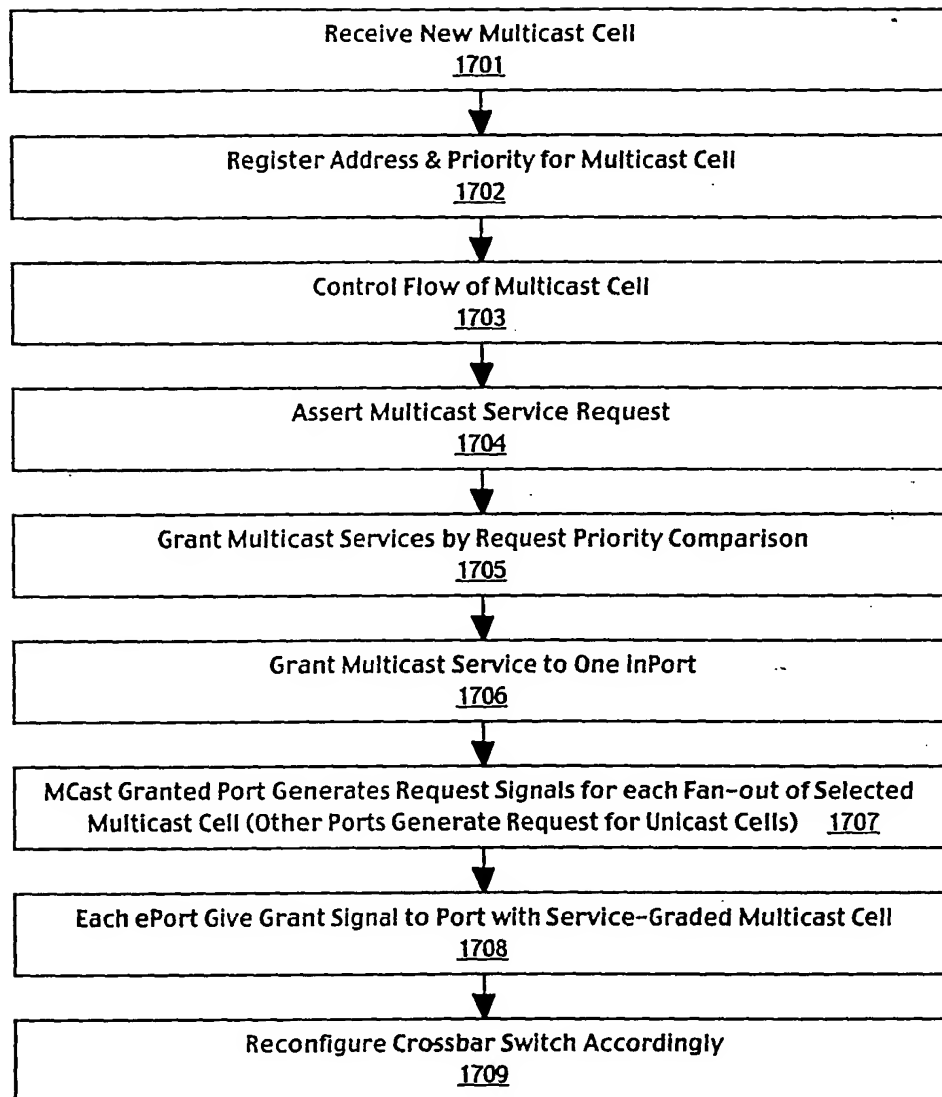 Receive New Multicast Cell
1701
Register Address & Priority for Multicast Cell
1702
Control Flow of Multicast Cell
1703
Assert Multicast Service Request
1704
Grant Multicast Services by Request Priority Comparison
1705
Grant Multicast Service to One inPort
1706
MCast Granted Port Generates Request Signals for each Fan-out of Selected
Multicast Cell (Other Ports Generate Request for Unicast Cells) 1707
Each ePort Give Grant Signal to Port with Service-Graded Multicast Cell
1708
Reconfigure Crossbar Switch Accordingly
1709